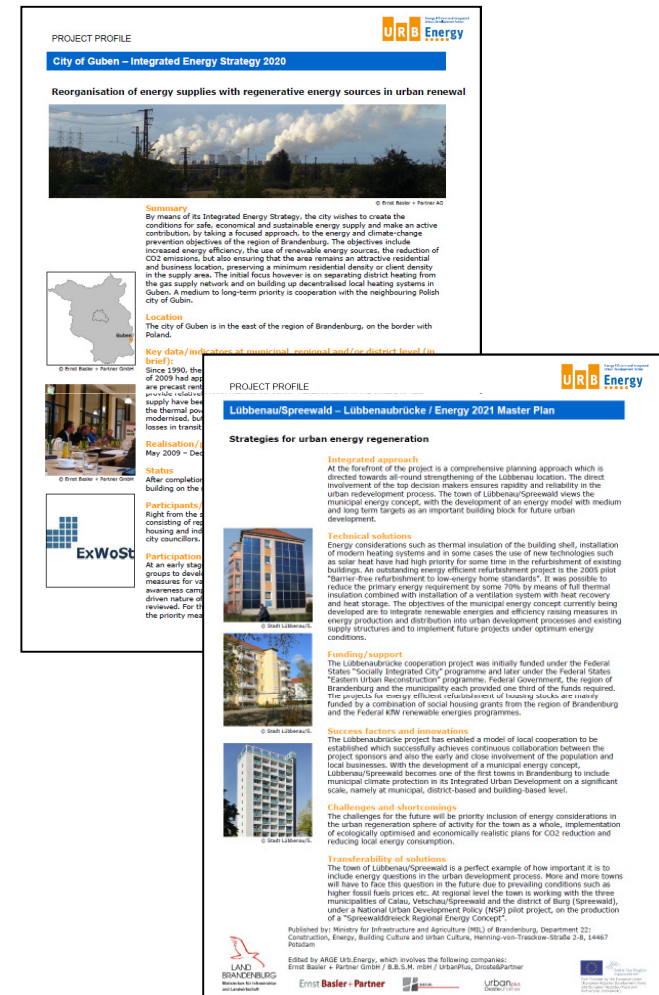 URB Energy
PROJECT PROFILE
City of Guben – Integrated Energy Strategy 2020
Reorganisation of energy supplies with regenerative energy sources in urban renewal
© Ernst Basler + Partner AG
Summary
By means of its Integrated Energy Strategy, the city wishes to create the
conditions for safe, economical and sustainable energy supply and make an active
contribution, by taking a focused approach, to the energy and climate-change
prevention objectives of the region of Brandenburg. The objectives include
increased energy efficiency, the use of renewable energy sources, the reduction of
CO2 emissions, but also ensuring that the area remains an attractive residential
and business location, preserving a minimum residential density or client density
in the supply area. The initial focus however is on separating district heating from
the gas supply network and on building up decentralised local heating systems in
Guben. A medium to long-term priority is cooperation with the neighbouring Polish
city of Gubin.
Guben
© Ernst Basler + Partner GmbH
Location
The city of Guben is in the east of the region of Brandenburg, on the border with
Poland.
Key data/indicators at municipal, regional and/or district level (in
brief):
Since 1990, the
of 2009 had app
are precast rent
provide relative
supply have bee
the thermal pow
modernised, but
losses in transit
© Ernst Basler + Partner GmbH
Realisation/p
May 2009 – Dec
Status
After completion
building on the
Participants/
Right from the s
consisting of rep
housing and ind
city councillors.
ExWoSt
Participation
At an early stag
groups to develo
measures for va
awareness camp
driven nature of
reviewed. For th
the priority mea
URB Energy
PROJECT PROFILE
Lübbenau/Spreewald – Lübbenaubrücke / Energy 2021 Master Plan
Strategies for urban energy regeneration
Integrated approach
At the forefront of the project is a comprehensive planning approach which is
directed towards all-round strengthening of the Lübbenau location. The direct
involvement of the top decision makers ensures rapidity and reliability in the
urban redevelopment process. The town of Lübbenau/Spreewald views the
municipal energy concept, with the development of an energy model with medium
and long term targets as an important building block for future urban
development.
Technical solutions
Energy considerations such as thermal insulation of the building shell, installation
of modern heating systems and in some cases the use of new technologies such
as solar heat have had high priority for some time in the refurbishment of existing
buildings. An outstanding energy efficient refurbishment project is the 2005 pilot
"Barrier-free refurbishment to low-energy home standards". It was possible to
reduce the primary energy requirement by some 70% by means of full thermal
insulation combined with installation of a ventilation system with heat recovery
and heat storage. The objectives of the municipal energy concept currently being
developed are to integrate renewable energies and efficiency raising measures in
energy production and distribution into urban development processes and existing
supply structures and to implement future projects under optimum energy
conditions.
© Stadt Lübbenau/S.
Funding/support
The Lübbenaubrücke cooperation project was initially funded under the Federal
States "Socially Integrated City" programme and later under the Federal States
"Eastern Urban Reconstruction" programme. Federal Government, the region of
Brandenburg and the municipality each provided one third of the funds required.
The projects for energy efficient refurbishment of housing stocks are mainly
funded by a combination of social housing grants from the region of Brandenburg
and the Federal KfW renewable energies programmes.
© Stadt Lübbenau/S.
Success factors and innovations
The Lübbenaubrücke project has enabled a model of local cooperation to be
established which successfully achieves continuous collaboration between the
project sponsors and also the early and close involvement of the population and
local businesses. With the development of a municipal energy concept,
Lübbenau/Spreewald becomes one of the first towns in Brandenburg to include
municipal climate protection in its Integrated Urban Development on a significant
scale, namely at municipal, district-based and building-based level.
© Stadt Lübbenau/S.
Challenges and shortcomings
The challenges for the future will be priority inclusion of energy considerations in
the urban regeneration sphere of activity for the town as a whole, implementation
of ecologically optimised and economically realistic plans for CO2 reduction and
reducing local energy consumption.
Transferability of solutions
The town of Lübbenau/Spreewald is a perfect example of how important it is to
include energy questions in the urban development process. More and more towns
will have to face this question in the future due to prevailing conditions such as
higher fossil fuels prices etc. At regional level the town is working with the three
municipalities of Calau, Vetschau/Spreewald and the district of Burg (Spreewald),
under a National Urban Development Policy (NSP) pilot project, on the production
of a "Spreewalddreieck Regional Energy Concept".
Published by: Ministry for Infrastructure and Agriculture (MIL) of Brandenburg, Department 22:
Construction, Energy, Building Culture and Urban Culture, Henning-von-Tresckow-Straße 2-8, 14467
Potsdam
Edited by ARGE Urb.Energy, which involves the following companies:
Ernst Basler + Partner GmbH / B.B.S.M. mbH / UrbanPlus, Droste&Partner
LAND
BRANDENBURG
Ministerium für Infrastruktur
und Landwirtschaft
Ernst Basler + Partner
urbanplus
Droste&Partner